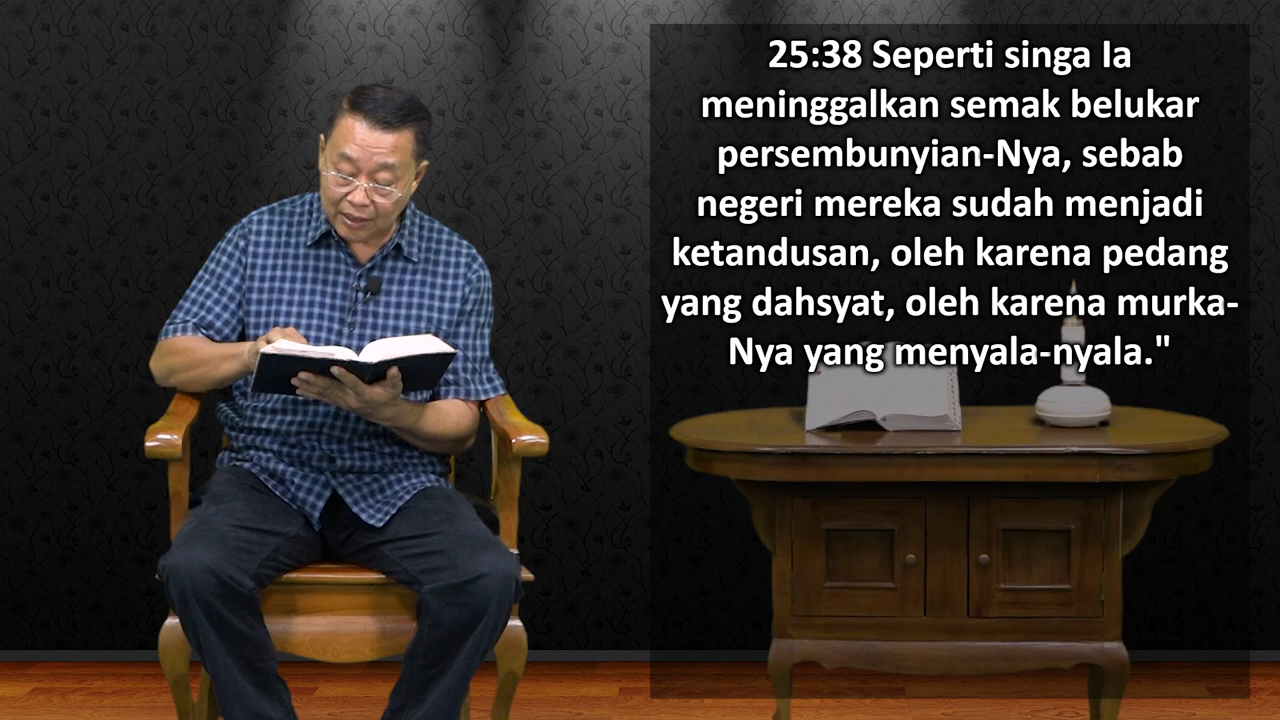 25:38 Seperti singa Ia
meninggalkan semak belukar
persembunyian-Nya, sebab
negeri mereka sudah menjadi
ketandusan, oleh karena pedang
yang dahsyat, oleh karena murka-
Nya yang menyala-nyala."